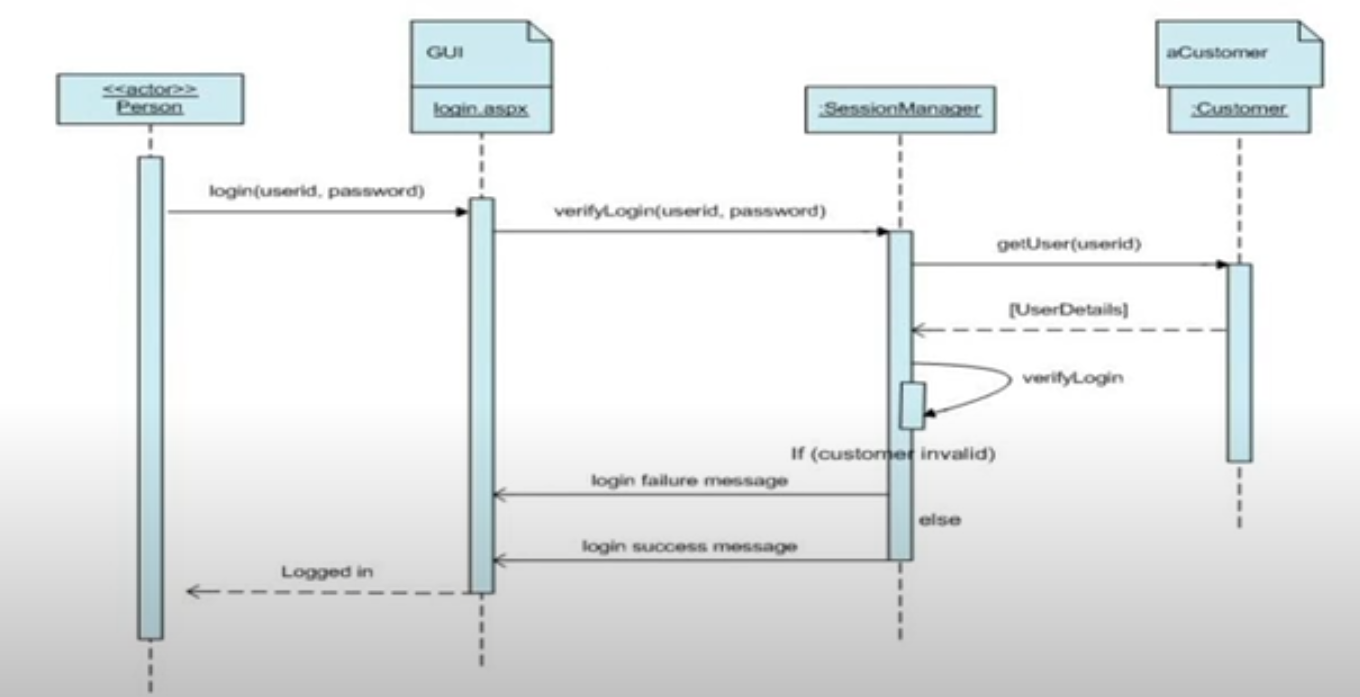 GUI
aCustomer
<<actor>>
Person
login.aspx
:SessionManager
:Customer
login(userid, password)
verifyLogin(userid, password)
getUser(userid)
[UserDetails]
verifyLogin
If (customer invalid)
login failure message
else
login success message
Logged in